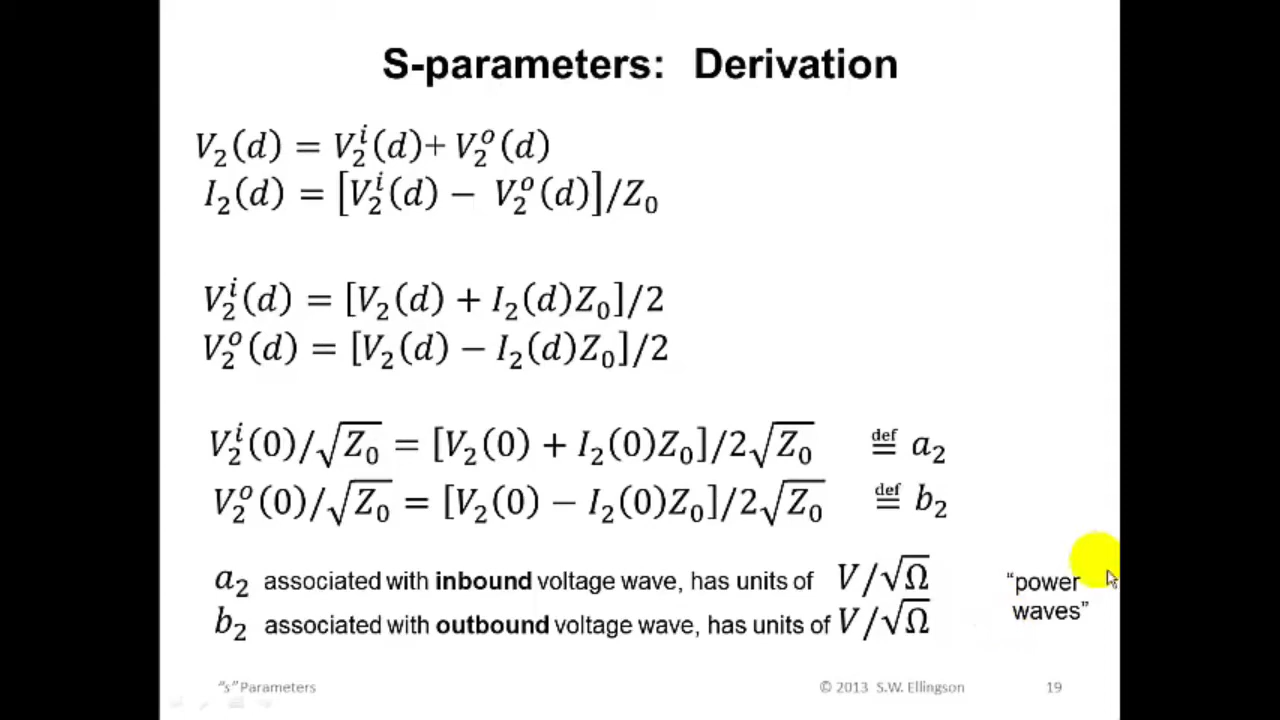 S-parameters: Derivation
V₂(d) = V₂ⁱ(d)+ V₂ᵒ(d)
I₂(d) = [V₂ⁱ(d) − V₂ᵒ(d)]/Z₀
V₂ⁱ(d) = [V₂(d) + I₂(d)Z₀]/2
V₂ᵒ(d) = [V₂(d) − I₂(d)Z₀]/2
V₂ⁱ(0)/√Z₀ = [V₂(0) + I₂(0)Z₀]/2√Z₀ ≝ a₂
V₂ᵒ(0)/√Z₀ = [V₂(0) − I₂(0)Z₀]/2√Z₀ ≝ b₂
a₂ associated with inbound voltage wave, has units of V/√Ω
b₂ associated with outbound voltage wave, has units of V/√Ω
“power
waves”
“s” Parameters © 2013 S.W. Ellingson 19